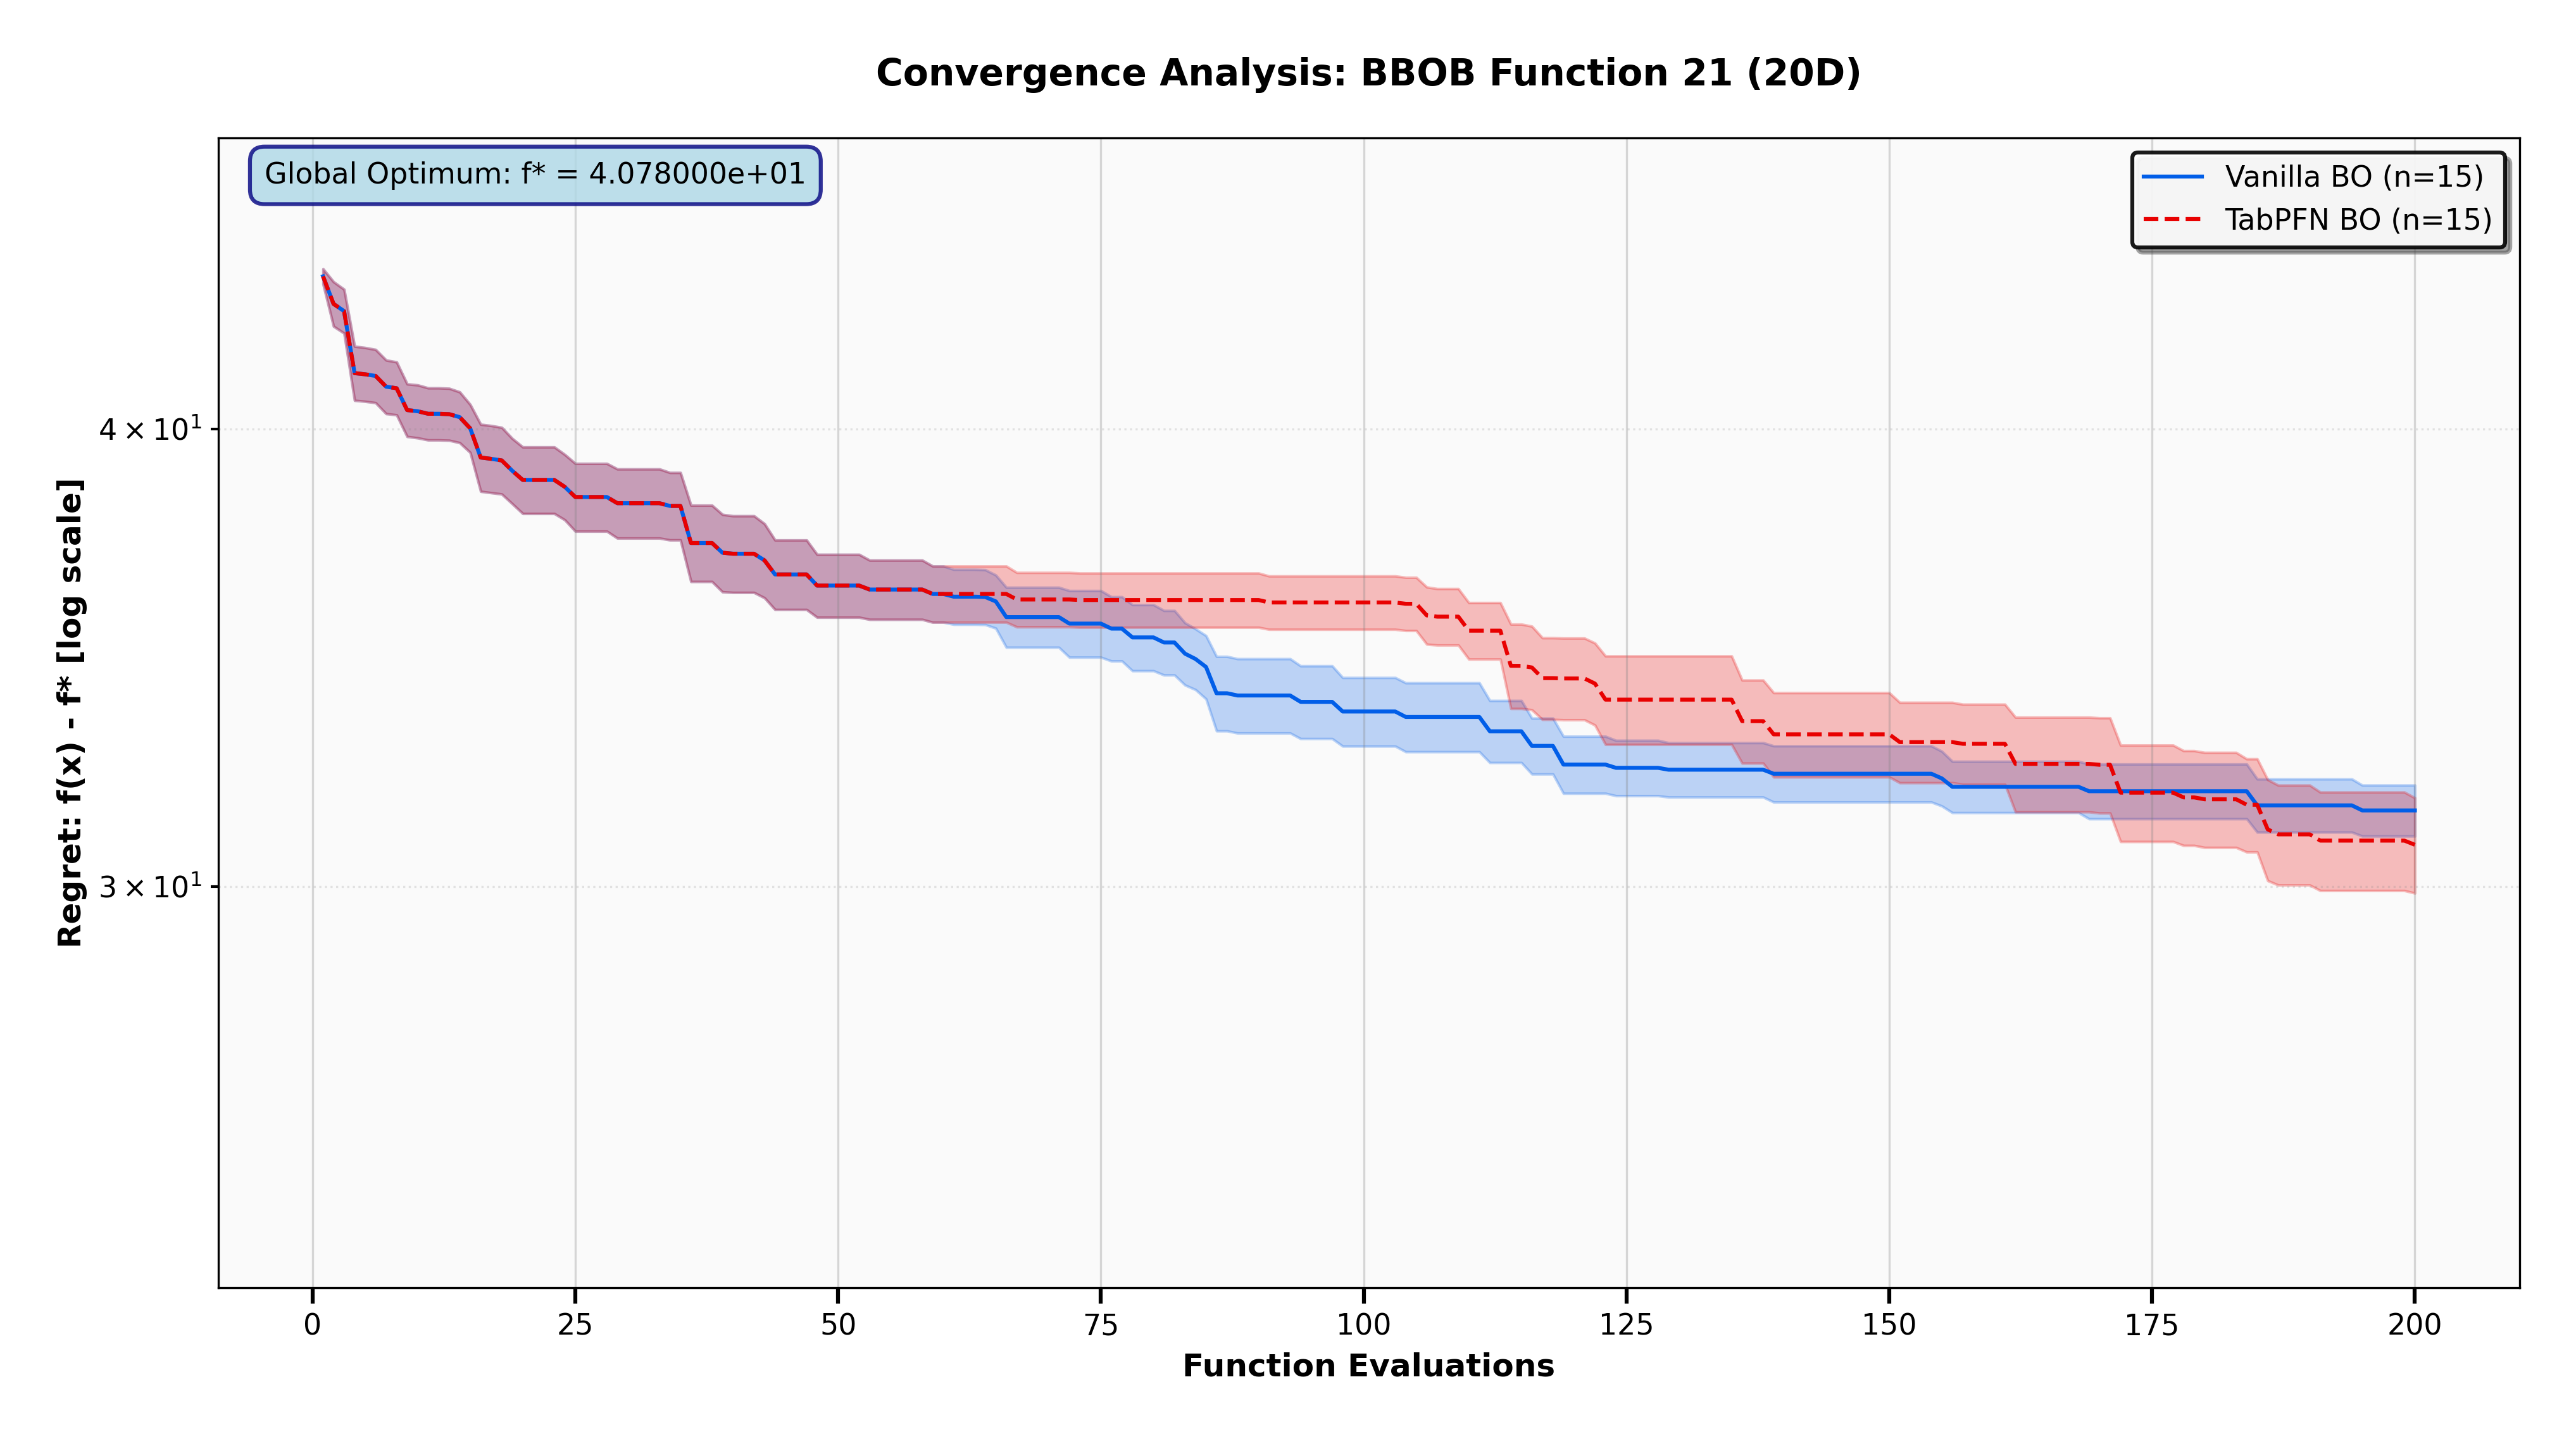 Convergence Analysis: BBOB Function 21 (20D)
Global Optimum: f* = 4.078000e+01
Vanilla BO (n=15)
TabPFN BO (n=15)
Regret: f(x) - f* [log scale]
4 × 10¹
3 × 10¹
0 25 50 75 100 125 150 175 200
Function Evaluations